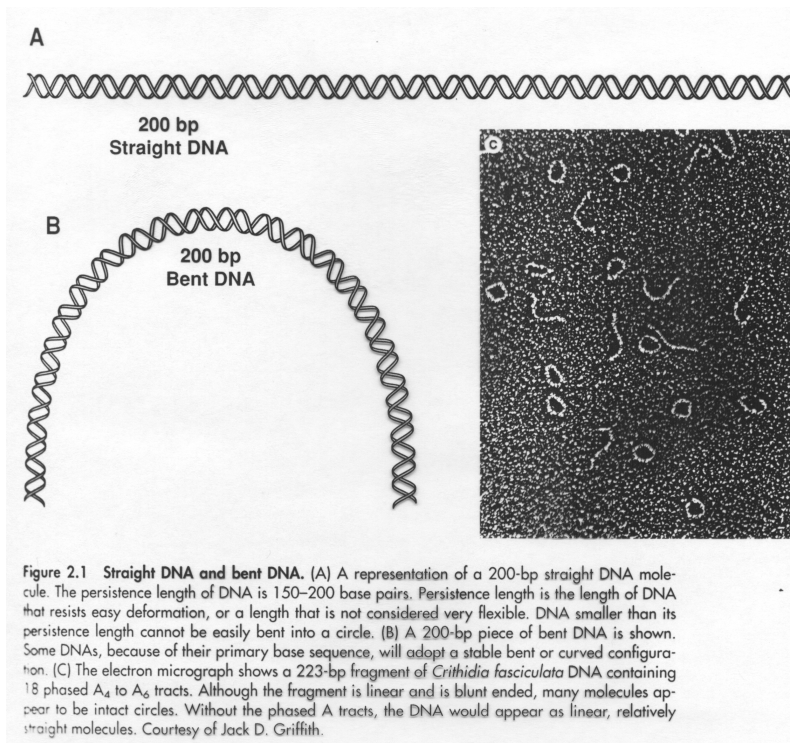 A
200 bp
Straight DNA
C
B
200 bp
Bent DNA
Figure 2.1 Straight DNA and bent DNA. (A) A representation of a 200-bp straight DNA mole-
cule. The persistence length of DNA is 150–200 base pairs. Persistence length is the length of DNA
that resists easy deformation, or a length that is not considered very flexible. DNA smaller than its
persistence length cannot be easily bent into a circle. (B) A 200-bp piece of bent DNA is shown.
Some DNAs, because of their primary base sequence, will adopt a stable bent or curved configura-
tion. (C) The electron micrograph shows a 223-bp fragment of Crithidia fasciculata DNA containing
18 phased A₄ to A₆ tracts. Although the fragment is linear and is blunt ended, many molecules ap-
pear to be intact circles. Without the phased A tracts, the DNA would appear as linear, relatively
straight molecules. Courtesy of Jack D. Griffith.